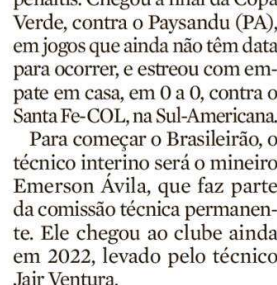 penaltis. Chegou à final da Copa
Verde, contra o Paysandu (PA),
em jogos que ainda não têm data
para ocorrer, e estreou com em-
pate em casa, em 0 a 0, contra o
Santa Fe-COL, na Sul-Americana.
Para começar o Brasileirão, o
técnico interino será o mineiro
Emerson Ávila, que faz parte
da comissão técnica permanen-
te. Ele chegou ao clube ainda
em 2022, levado pelo técnico
Jair Ventura.